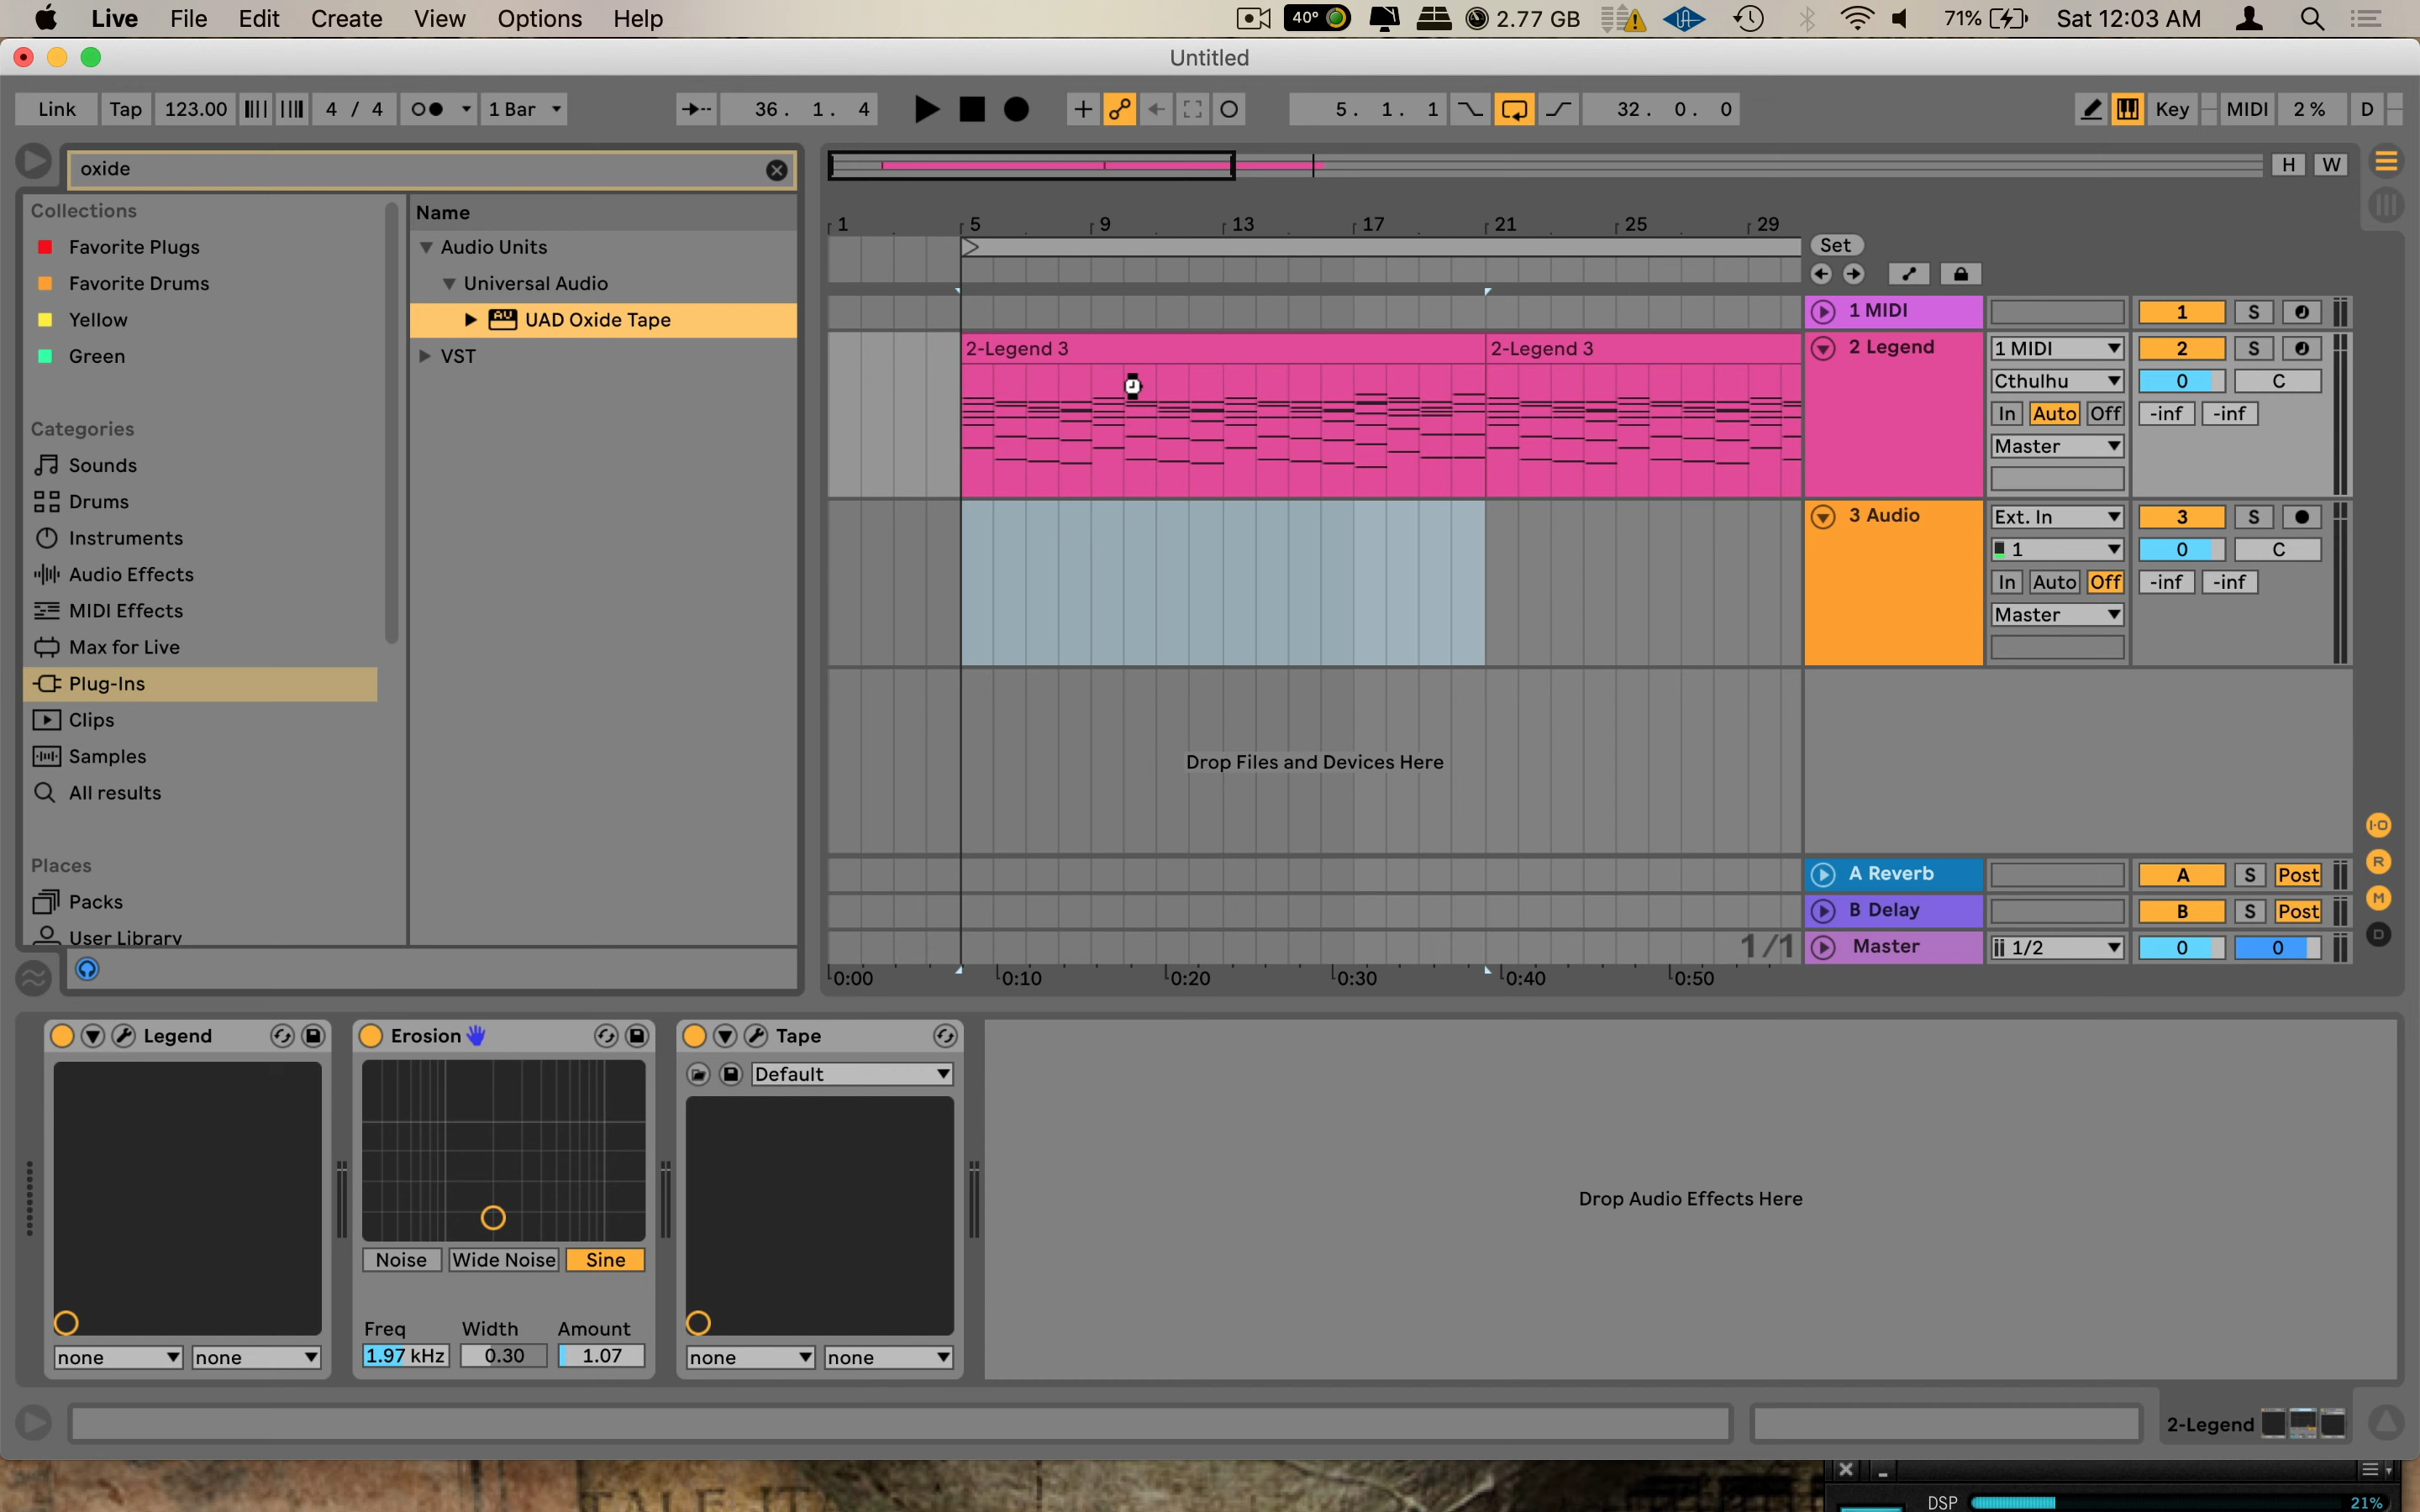 Live File Edit Create View Options Help 40° 2.77 GB 71% Sat 12:03 AM
Untitled
Link Tap 123.00 4 / 4 1 Bar 36. 1. 4 5. 1. 1 32. 0. 0 Key MIDI 2 % D
oxide
H W
Collections
Favorite Plugs
Favorite Drums
Yellow
Green
Categories
Sounds
Drums
Instruments
Audio Effects
MIDI Effects
Max for Live
Plug-Ins
Clips
Samples
All results
Places
Packs
User Library
Name
Audio Units
Universal Audio
UAD Oxide Tape
VST
1 5 9 13 17 21 25 29
Set
1 MIDI 1 S
2-Legend 3 2-Legend 3
2 Legend 1 MIDI 2 S
Cthulhu 0 C
In Auto Off -inf -inf
Master
3 Audio Ext. In 3 S
1 0 C
In Auto Off -inf -inf
Master
Drop Files and Devices Here
I·O
R
M
D
A Reverb A S Post
B Delay B S Post
1/1 Master 1/2 0 0
0:00 0:10 0:20 0:30 0:40 0:50
Legend
none none
Erosion
Noise Wide Noise Sine
Freq Width Amount
1.97 kHz 0.30 1.07
Tape
Default
none none
Drop Audio Effects Here
2-Legend
DSP 21%